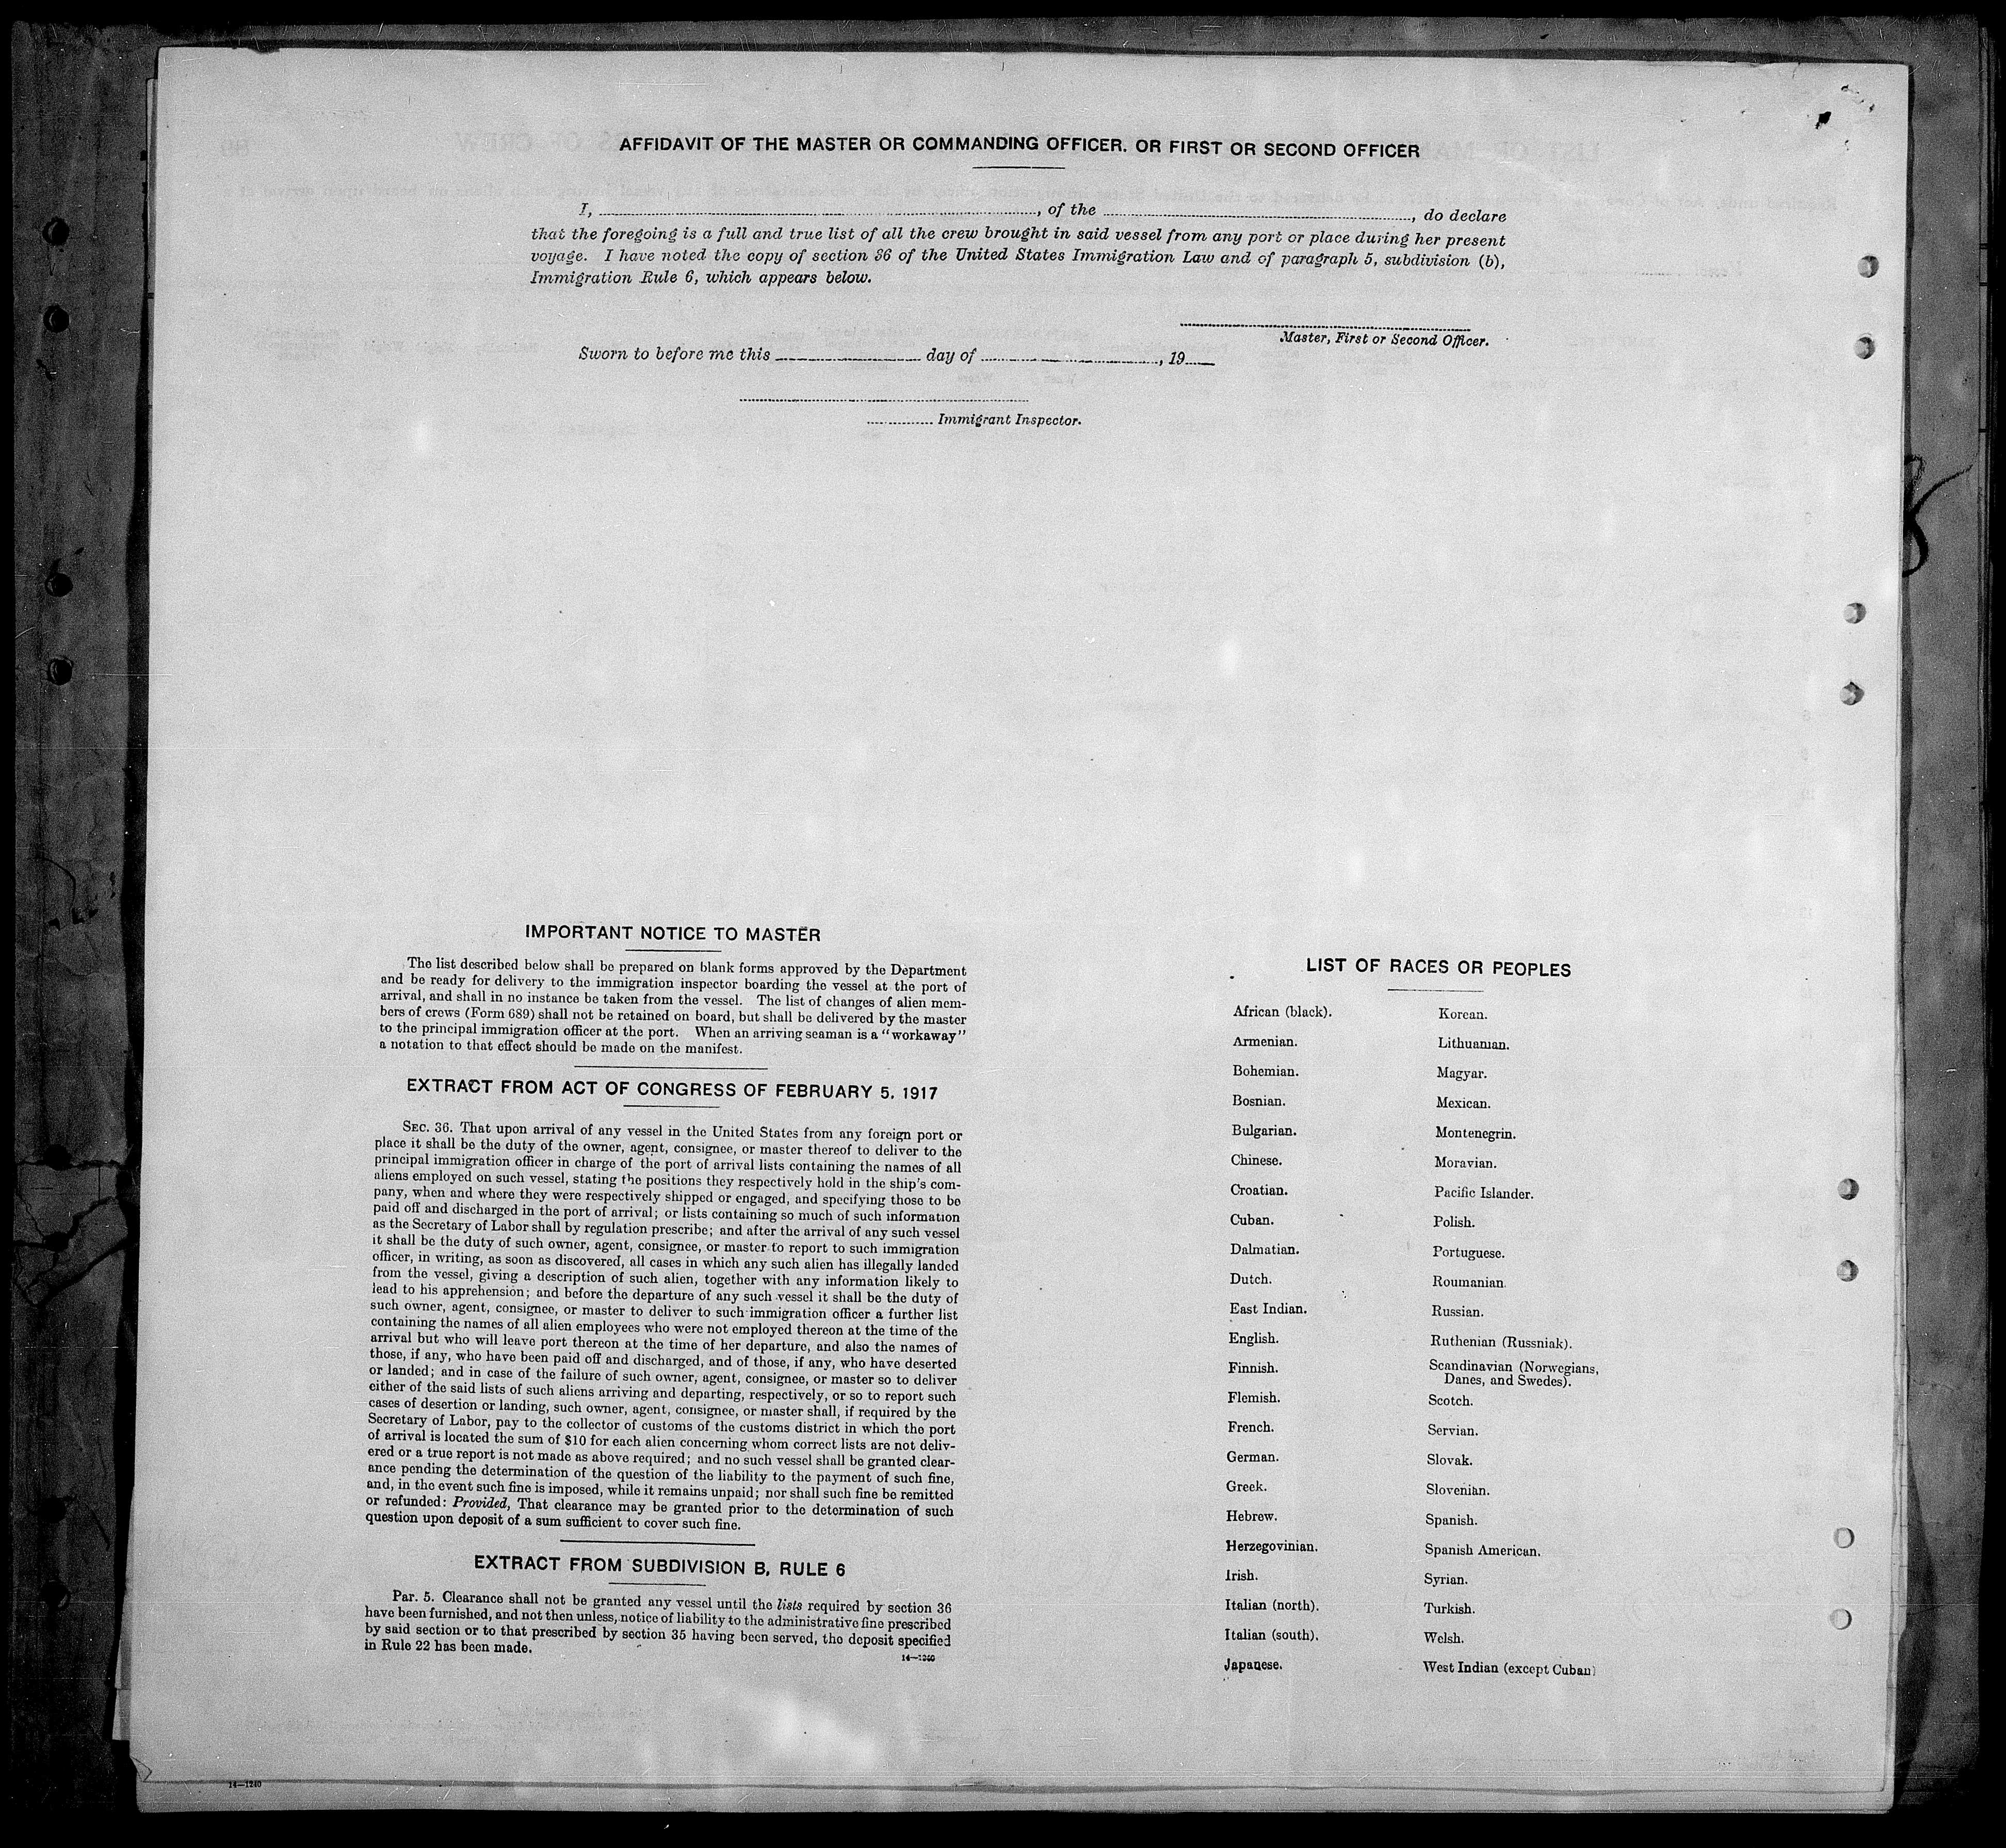 AFFIDAVIT OF THE MASTER OR COMMANDING OFFICER, OR FIRST OR SECOND OFFICER
I, , of the , do declare
that the foregoing is a full and true list of all the crew brought in said vessel from any port or place during her present
voyage. I have noted the copy of section 36 of the United States Immigration Law and of paragraph 5, subdivision (b),
Immigration Rule 6, which appears below.
Master, First or Second Officer.
Sworn to before me this day of , 19
Immigrant Inspector.
IMPORTANT NOTICE TO MASTER
The list described below shall be prepared on blank forms approved by the Department
and be ready for delivery to the immigration inspector boarding the vessel at the port of
arrival, and shall in no instance be taken from the vessel. The list of changes of alien mem-
bers of crews (Form 689) shall not be retained on board, but shall be delivered by the master
to the principal immigration officer at the port. When an arriving seaman is a "workaway"
a notation to that effect should be made on the manifest.
EXTRACT FROM ACT OF CONGRESS OF FEBRUARY 5, 1917
SEC. 36. That upon arrival of any vessel in the United States from any foreign port or
place it shall be the duty of the owner, agent, consignee, or master thereof to deliver to the
principal immigration officer in charge of the port of arrival lists containing the names of all
aliens employed on such vessel, stating the positions they respectively hold in the ship's com-
pany, when and where they were respectively shipped or engaged, and specifying those to be
paid off and discharged in the port of arrival; or lists containing so much of such information
as the Secretary of Labor shall by regulation prescribe; and after the arrival of any such vessel
it shall be the duty of such owner, agent, consignee, or master to report to such immigration
officer, in writing, as soon as discovered, all cases in which any such alien has illegally landed
from the vessel, giving a description of such alien, together with any information likely to
lead to his apprehension; and before the departure of any such vessel it shall be the duty of
such owner, agent, consignee, or master to deliver to such immigration officer a further list
containing the names of all alien employees who were not employed thereon at the time of the
arrival but who will leave port thereon at the time of her departure, and also the names of
those, if any, who have been paid off and discharged, and of those, if any, who have deserted
or landed; and in case of the failure of such owner, agent, consignee, or master so to deliver
either of the said lists of such aliens arriving and departing, respectively, or so to report such
cases of desertion or landing, such owner, agent, consignee, or master shall, if required by the
Secretary of Labor, pay to the collector of customs of the customs district in which the port
of arrival is located the sum of $10 for each alien concerning whom correct lists are not deliv-
ered or a true report is not made as above required; and no such vessel shall be granted clear-
ance pending the determination of the question of the liability to the payment of such fine,
and, in the event such fine is imposed, while it remains unpaid; nor shall such fine be remitted
or refunded: Provided, That clearance may be granted prior to the determination of such
question upon deposit of a sum sufficient to cover such fine.
EXTRACT FROM SUBDIVISION B, RULE 6
Par. 5. Clearance shall not be granted any vessel until the lists required by section 36
have been furnished, and not then unless, notice of liability to the administrative fine prescribed
by said section or to that prescribed by section 35 having been served, the deposit specified
in Rule 22 has been made.
14—1240
LIST OF RACES OR PEOPLES
African (black).
Armenian.
Bohemian.
Bosnian.
Bulgarian.
Chinese.
Croatian.
Cuban.
Dalmatian.
Dutch.
East Indian.
English.
Finnish.
Flemish.
French.
German.
Greek.
Hebrew.
Herzegovinian.
Irish.
Italian (north).
Italian (south).
Japanese.
Korean.
Lithuanian.
Magyar.
Mexican.
Montenegrin.
Moravian.
Pacific Islander.
Polish.
Portuguese.
Roumanian.
Russian.
Ruthenian (Russniak).
Scandinavian (Norwegians,
Danes, and Swedes).
Scotch.
Servian.
Slovak.
Slovenian.
Spanish.
Spanish American.
Syrian.
Turkish.
Welsh.
West Indian (except Cuban)
14—1240